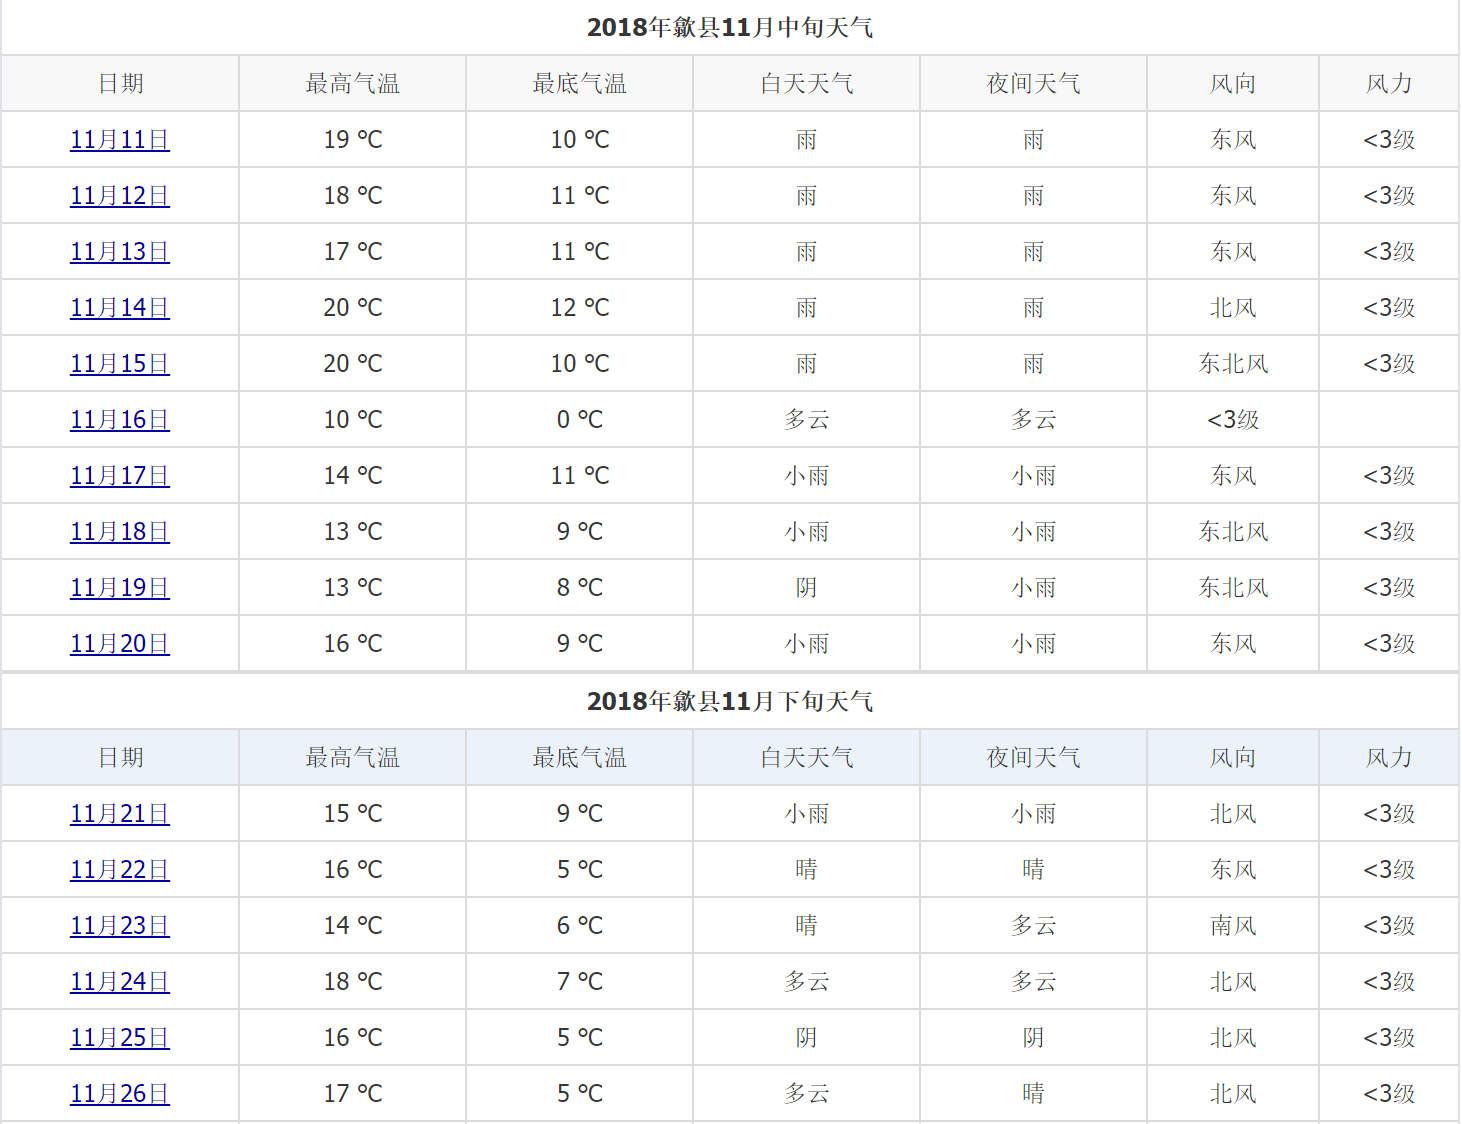 2018年歙县11月中旬天气
日期 最高气温 最底气温 白天天气 夜间天气 风向 风力
11月11日 19 ℃ 10 ℃ 雨 雨 东风 <3级
11月12日 18 ℃ 11 ℃ 雨 雨 东风 <3级
11月13日 17 ℃ 11 ℃ 雨 雨 东风 <3级
11月14日 20 ℃ 12 ℃ 雨 雨 北风 <3级
11月15日 20 ℃ 10 ℃ 雨 雨 东北风 <3级
11月16日 10 ℃ 0 ℃ 多云 多云 <3级
11月17日 14 ℃ 11 ℃ 小雨 小雨 东风 <3级
11月18日 13 ℃ 9 ℃ 小雨 小雨 东北风 <3级
11月19日 13 ℃ 8 ℃ 阴 小雨 东北风 <3级
11月20日 16 ℃ 9 ℃ 小雨 小雨 东风 <3级
2018年歙县11月下旬天气
日期 最高气温 最底气温 白天天气 夜间天气 风向 风力
11月21日 15 ℃ 9 ℃ 小雨 小雨 北风 <3级
11月22日 16 ℃ 5 ℃ 晴 晴 东风 <3级
11月23日 14 ℃ 6 ℃ 晴 多云 南风 <3级
11月24日 18 ℃ 7 ℃ 多云 多云 北风 <3级
11月25日 16 ℃ 5 ℃ 阴 阴 北风 <3级
11月26日 17 ℃ 5 ℃ 多云 晴 北风 <3级